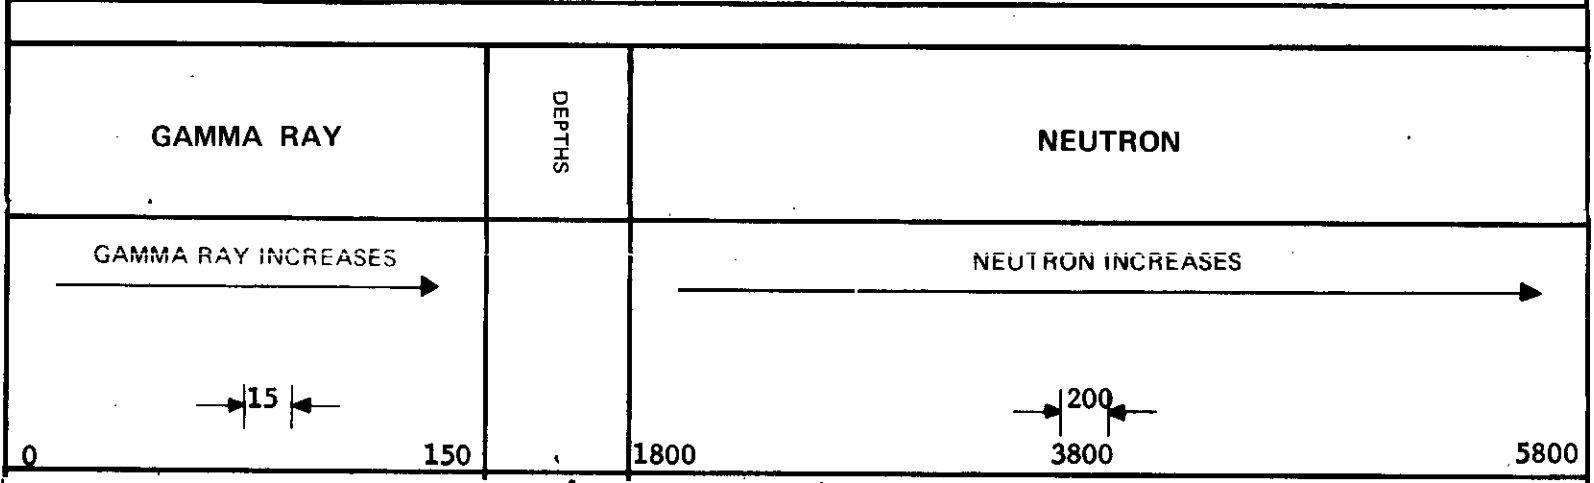 GAMMA RAY
DEPTHS
NEUTRON
GAMMA RAY INCREASES
NEUTRON INCREASES
15
200
0
150
1800
3800
5800